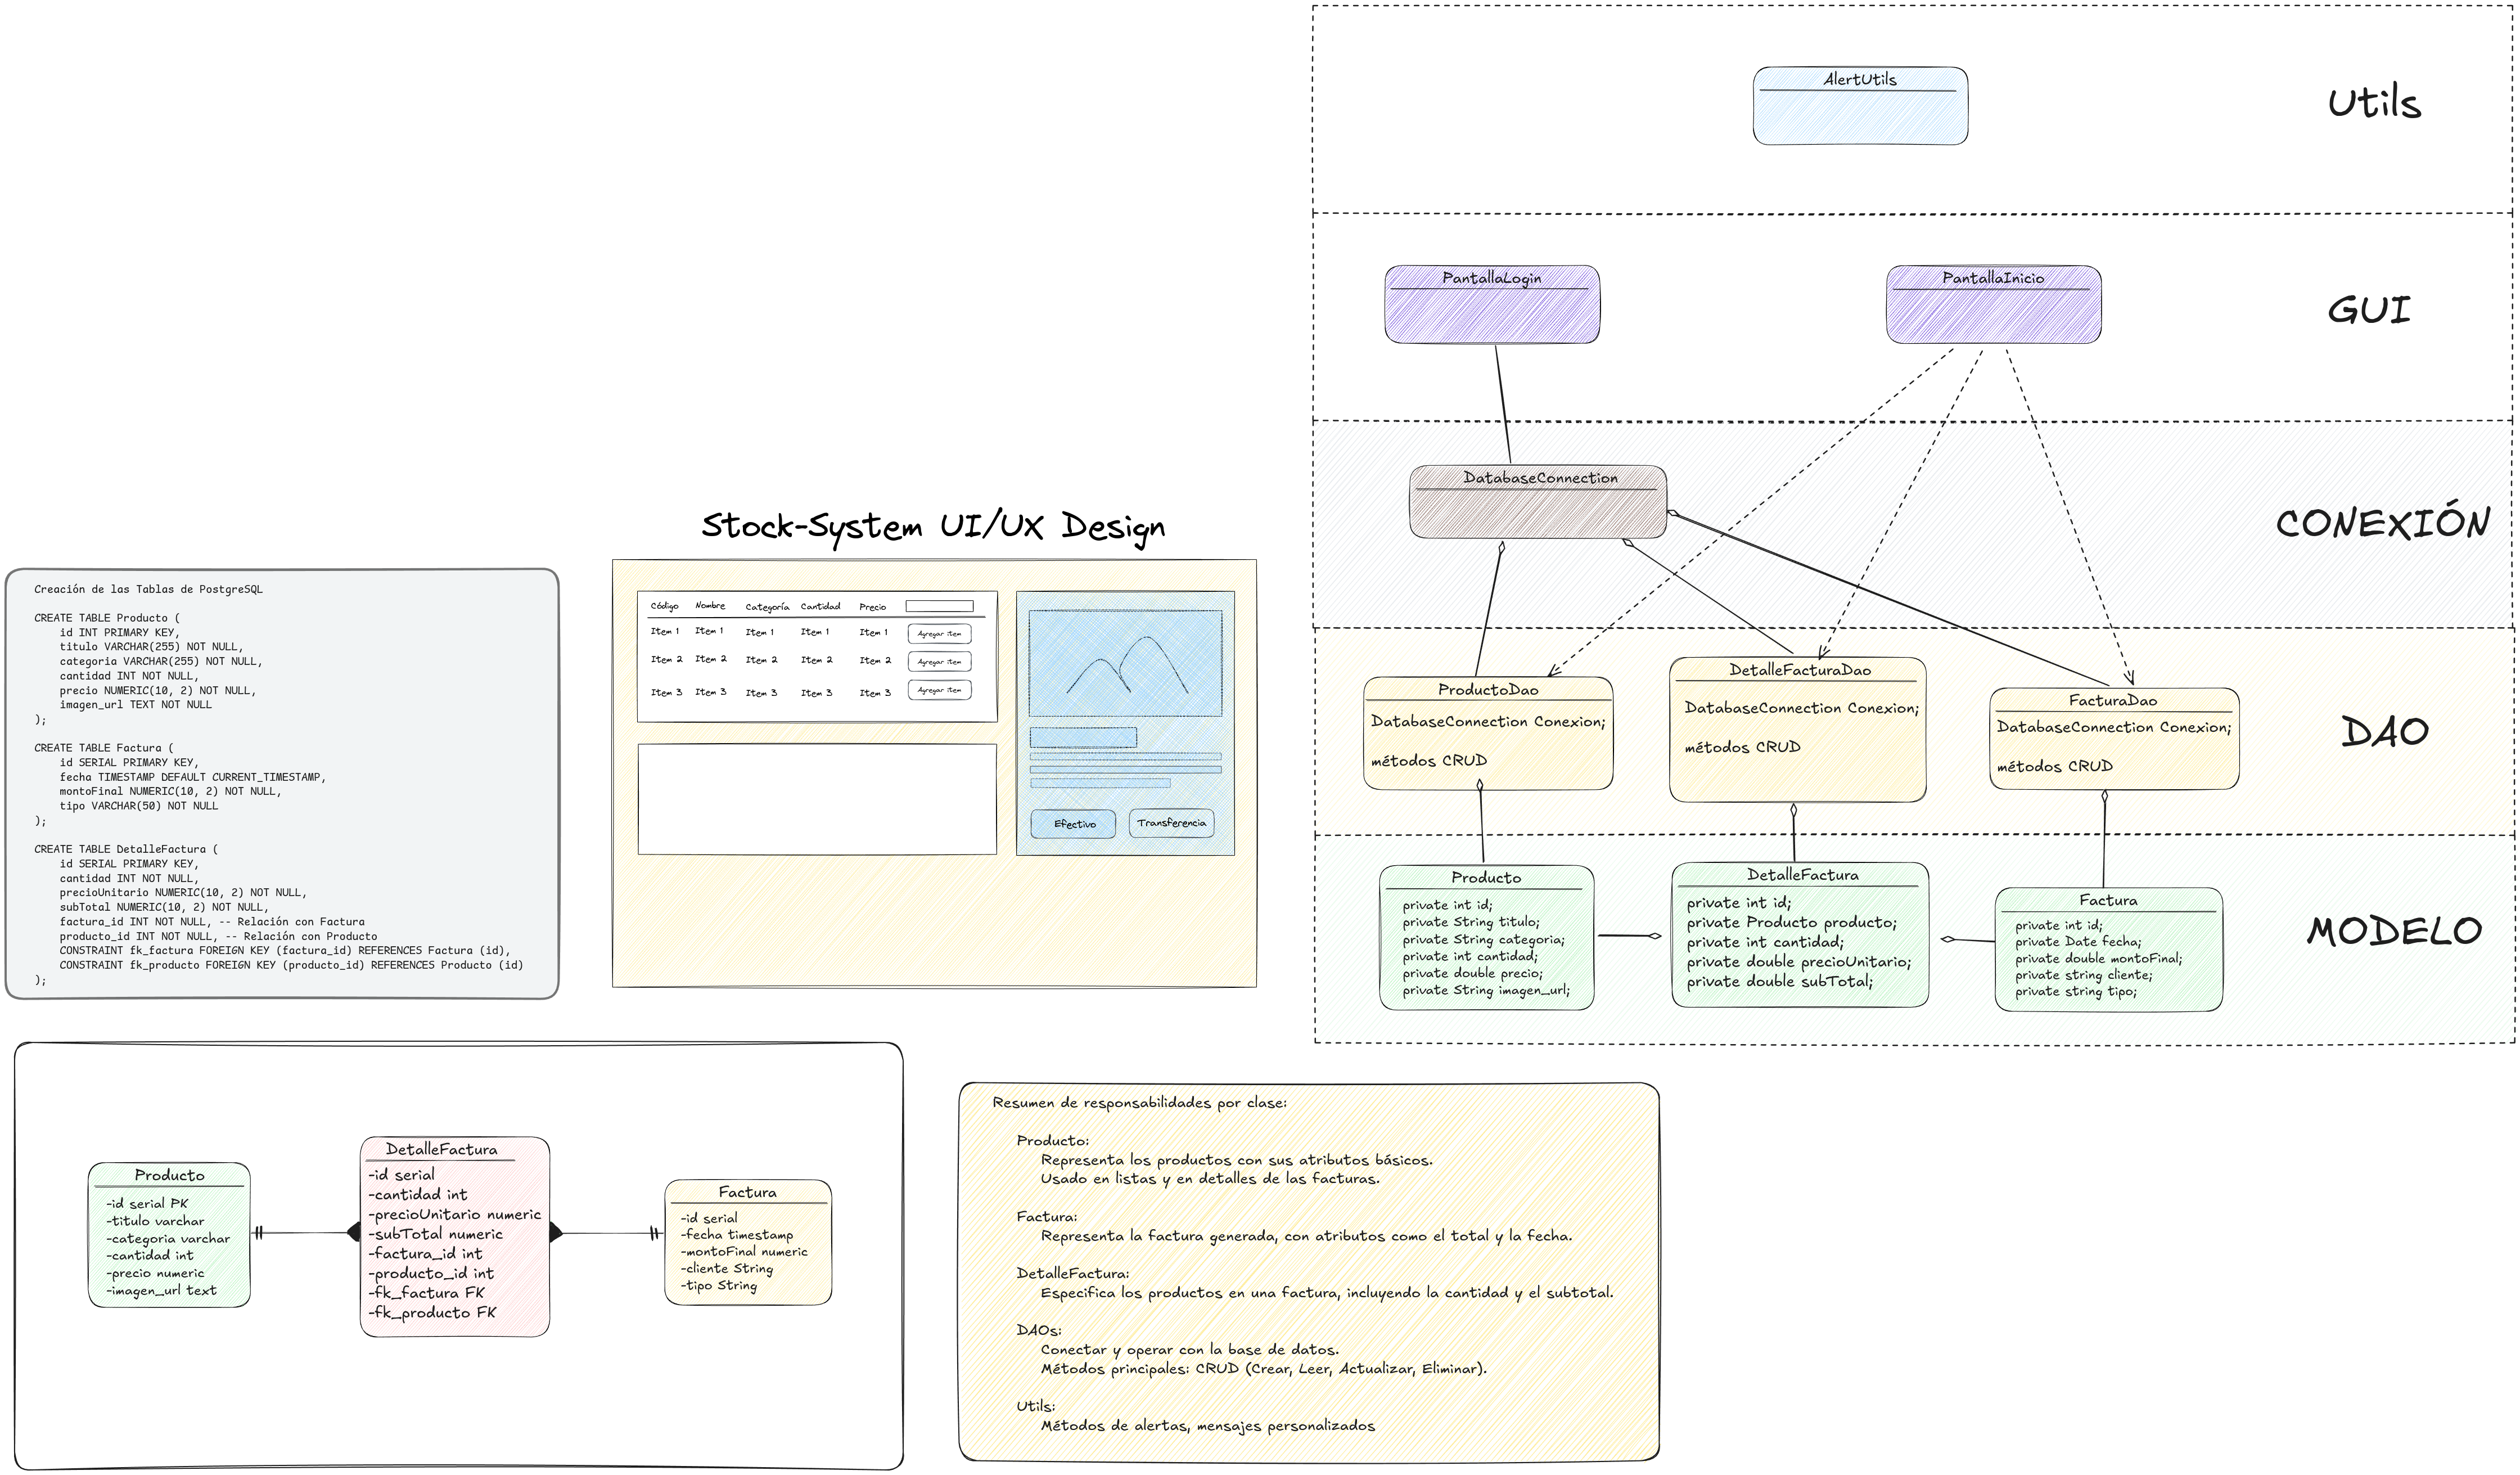 AlertUtils
Utils
PantallaLogin
PantallaInicio
GUI
DatabaseConnection
CONEXIÓN
ProductoDao
DatabaseConnection Conexion;
métodos CRUD
DetalleFacturaDao
DatabaseConnection Conexion;
métodos CRUD
FacturaDao
DatabaseConnection Conexion;
métodos CRUD
DAO
Producto
private int id;
private String titulo;
private String categoria;
private int cantidad;
private double precio;
private String imagen_url;
DetalleFactura
private int id;
private Producto producto;
private int cantidad;
private double precioUnitario;
private double subTotal;
Factura
private int id;
private Date fecha;
private double montoFinal;
private string cliente;
private string tipo;
MODELO
Stock-System UI/UX Design
Código Nombre Categoría Cantidad Precio
Item 1 Item 1 Item 1 Item 1 Item 1 Agregar item
Item 2 Item 2 Item 2 Item 2 Item 2 Agregar item
Item 3 Item 3 Item 3 Item 3 Item 3 Agregar item
Efectivo Transferencia
Creación de las Tablas de PostgreSQL
CREATE TABLE Producto (
id INT PRIMARY KEY,
titulo VARCHAR(255) NOT NULL,
categoria VARCHAR(255) NOT NULL,
cantidad INT NOT NULL,
precio NUMERIC(10, 2) NOT NULL,
imagen_url TEXT NOT NULL
);
CREATE TABLE Factura (
id SERIAL PRIMARY KEY,
fecha TIMESTAMP DEFAULT CURRENT_TIMESTAMP,
montoFinal NUMERIC(10, 2) NOT NULL,
tipo VARCHAR(50) NOT NULL
);
CREATE TABLE DetalleFactura (
id SERIAL PRIMARY KEY,
cantidad INT NOT NULL,
precioUnitario NUMERIC(10, 2) NOT NULL,
subTotal NUMERIC(10, 2) NOT NULL,
factura_id INT NOT NULL, -- Relación con Factura
producto_id INT NOT NULL, -- Relación con Producto
CONSTRAINT fk_factura FOREIGN KEY (factura_id) REFERENCES Factura (id),
CONSTRAINT fk_producto FOREIGN KEY (producto_id) REFERENCES Producto (id)
);
Producto
-id serial PK
-titulo varchar
-categoria varchar
-cantidad int
-precio numeric
-imagen_url text
DetalleFactura
-id serial
-cantidad int
-precioUnitario numeric
-subTotal numeric
-factura_id int
-producto_id int
-fk_factura FK
-fk_producto FK
Factura
-id serial
-fecha timestamp
-montoFinal numeric
-cliente String
-tipo String
Resumen de responsabilidades por clase:
Producto:
Representa los productos con sus atributos básicos.
Usado en listas y en detalles de las facturas.
Factura:
Representa la factura generada, con atributos como el total y la fecha.
DetalleFactura:
Especifica los productos en una factura, incluyendo la cantidad y el subtotal.
DAOs:
Conectar y operar con la base de datos.
Métodos principales: CRUD (Crear, Leer, Actualizar, Eliminar).
Utils:
Métodos de alertas, mensajes personalizados